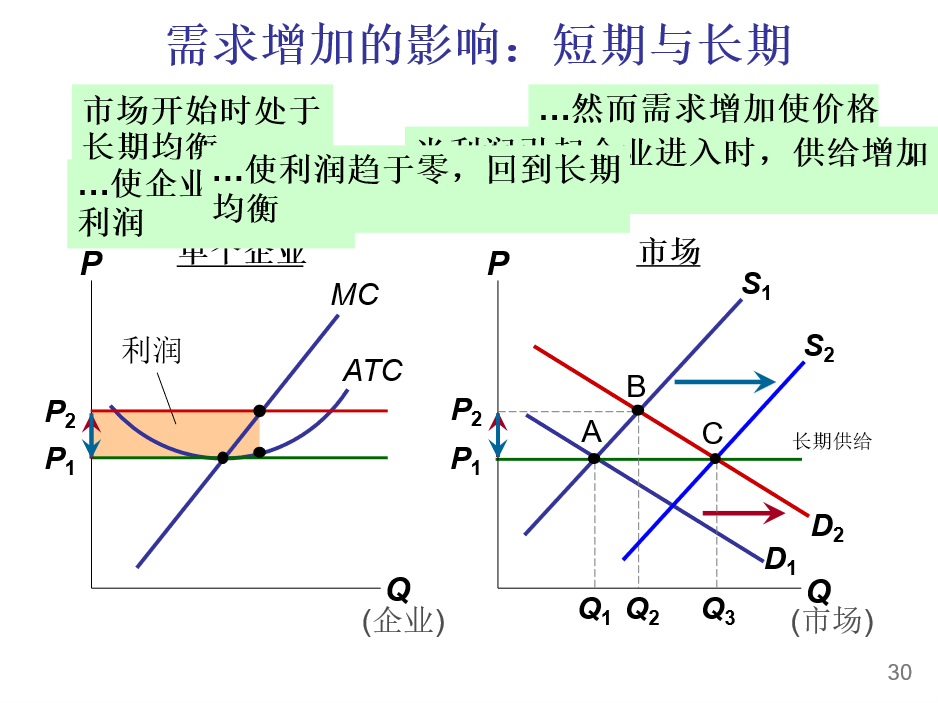 需求增加的影响：短期与长期
市场开始时处于
长期均衡
…然而需求增加使价格
业进入时，供给增加
…使企业
利润
…使利润趋于零，回到长期
均衡
单个企业
市场
P
MC
利润
ATC
P2
P1
Q
(企业)
P
S1
S2
B
P2
A
C
长期供给
P1
D2
D1
Q1 Q2 Q3
Q
(市场)
30